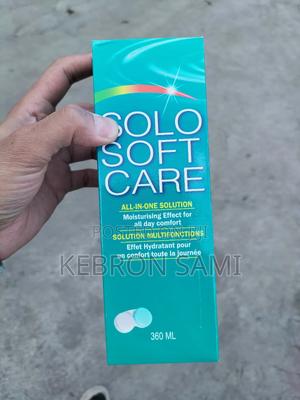 SOLO
SOFT
CARE
ALL-IN-ONE SOLUTION
Moisturising Effect for
all day comfort
SOLUTION MULTIFONCTIONS
Effet Hydratant pour
un confort toute la journée
KEBRON SAMI
360 ML